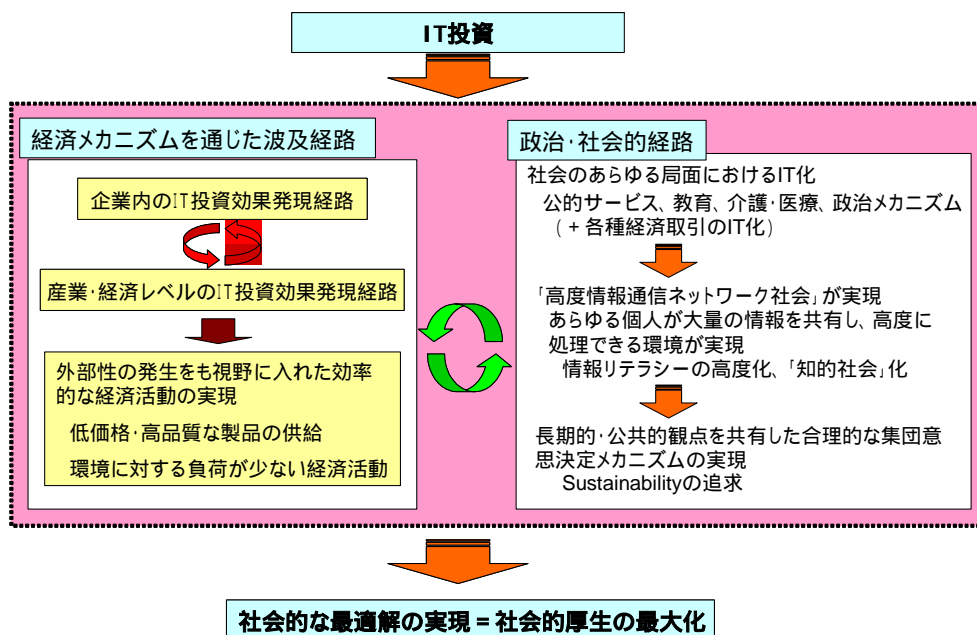 IT投資
経済メカニズムを通じた波及経路
企業内のIT投資効果発現経路
産業・経済レベルのIT投資効果発現経路
外部性の発生をも視野に入れた効率
的な経済活動の実現
低価格・高品質な製品の供給
環境に対する負荷が少ない経済活動
政治・社会的経路
社会のあらゆる局面におけるIT化
公的サービス、教育、介護・医療、政治メカニズム
(+各種経済取引のIT化)
「高度情報通信ネットワーク社会」が実現
あらゆる個人が大量の情報を共有し、高度に
処理できる環境が実現
情報リテラシーの高度化、「知的社会」化
長期的・公共的観点を共有した合理的な集団意
思決定メカニズムの実現
Sustainabilityの追求
社会的な最適解の実現=社会的厚生の最大化